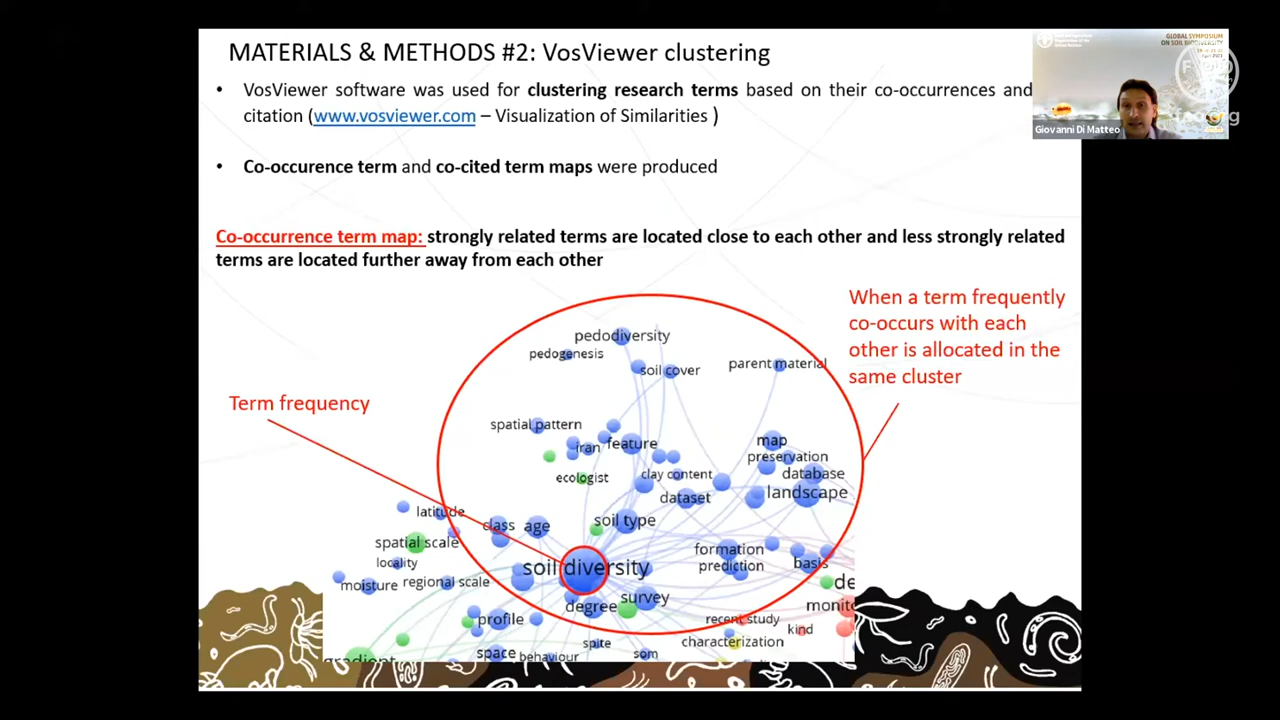 MATERIALS & METHODS #2: VosViewer clustering
• VosViewer software was used for clustering research terms based on their co-occurrences and
citation (www.vosviewer.com – Visualization of Similarities )
• Co-occurence term and co-cited term maps were produced
Co-occurrence term map: strongly related terms are located close to each other and less strongly related
terms are located further away from each other
GLOBAL SYMPOSIUM
ON SOIL BIODIVERSITY
Giovanni Di Matteo
When a term frequently
co-occurs with each
other is allocated in the
same cluster
Term frequency
pedodiversity
pedogenesis
soil cover
parent material
spatial pattern
iran
feature
map
preservation
ecologist
clay content
database
dataset
landscape
latitude
class
age
soil type
spatial scale
locality
formation
prediction
basis
soil diversity
moisture
regional scale
degree
survey
de
monito
profile
recent study
kind
characterization
spite
space
behaviour
som
gradient